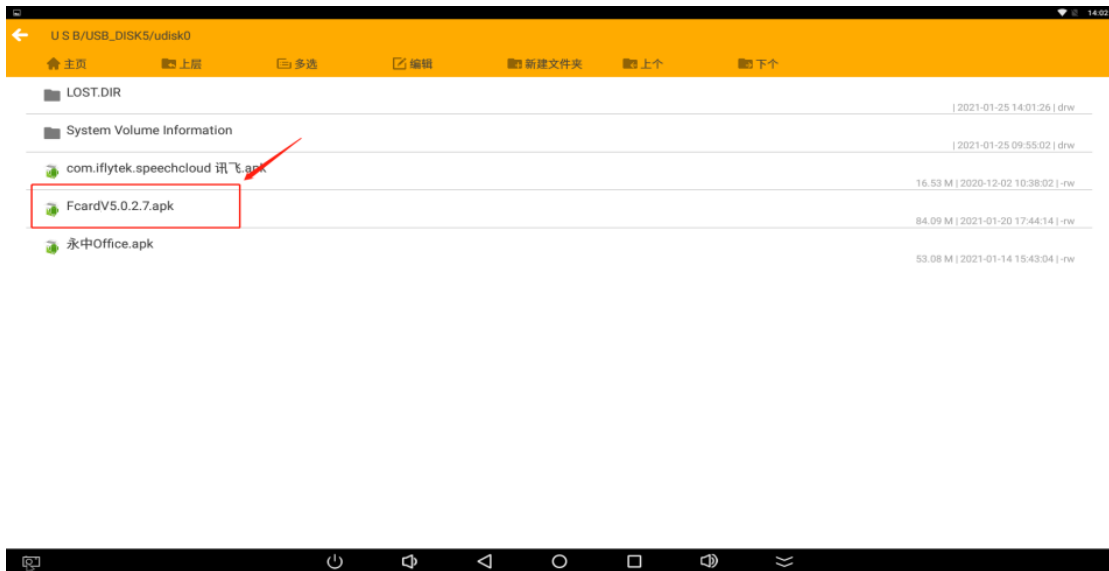 14:02
U S B/USB_DISK5/udisk0
主页 上层 多选 编辑 新建文件夹 上个 下个
LOST.DIR
| 2021-01-25 14:01:26 | drw
System Volume Information
| 2021-01-25 09:55:02 | drw
com.iflytek.speechcloud 讯飞.apk
16.53 M | 2020-12-02 10:38:02 | -rw
FcardV5.0.2.7.apk
84.09 M | 2021-01-20 17:44:14 | -rw
永中Office.apk
53.08 M | 2021-01-14 15:43:04 | -rw